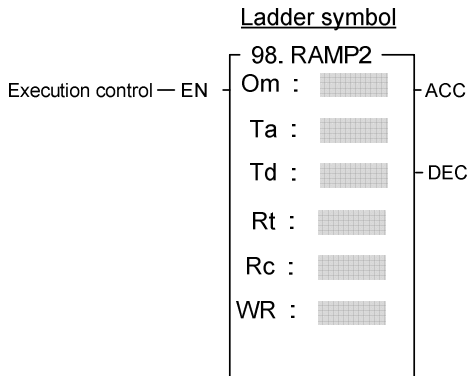 Ladder symbol
98. RAMP2
Execution control — EN
Om :
ACC
Ta :
Td :
DEC
Rt :
Rc :
WR :